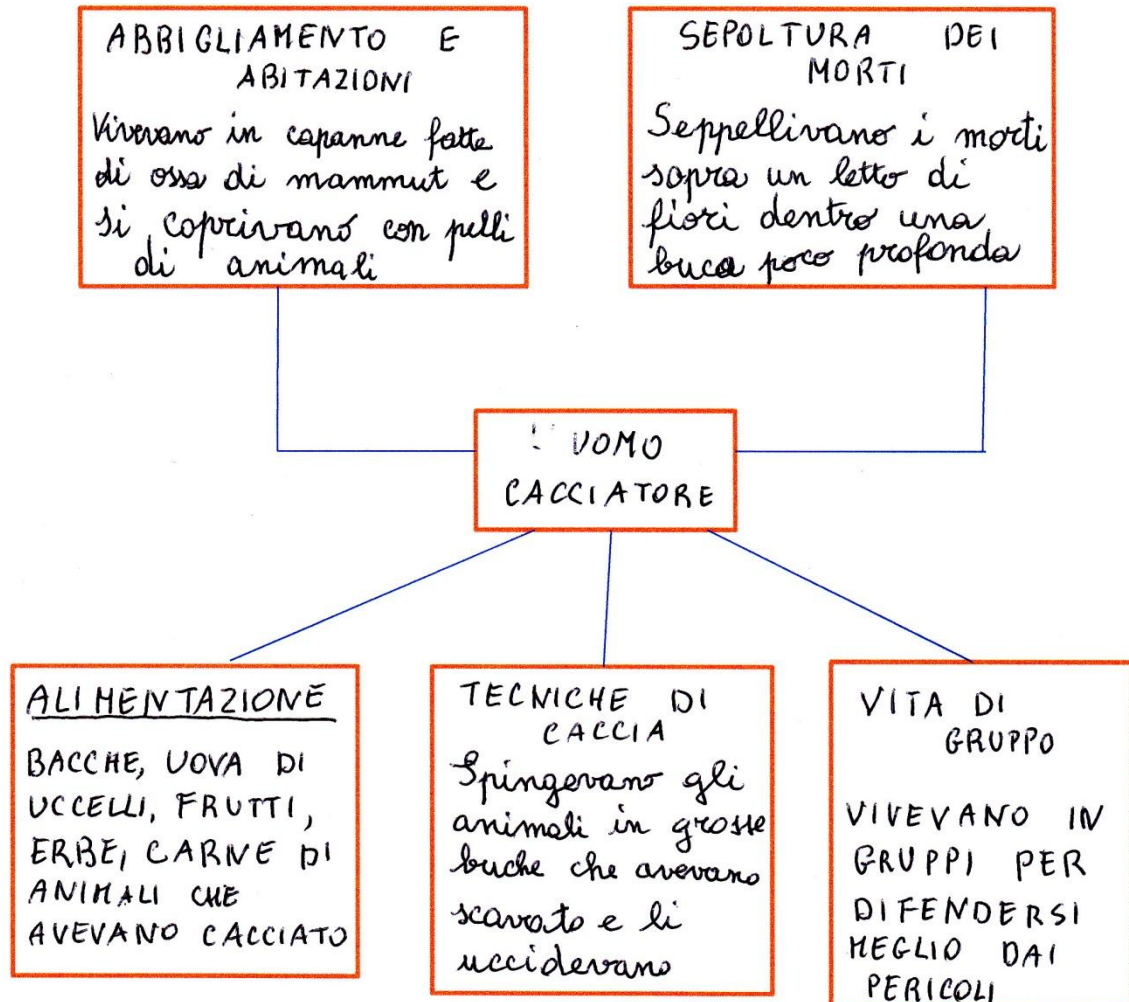 ABBIGLIAMENTO E
ABITAZIONI
Vivevano in capanne fatte
di ossa di mammut e
si coprivano con pelli
di animali
SEPOLTURA DEI
MORTI
Seppellivano i morti
sopra un letto di
fiori dentro una
buca poco profonda
L'UOMO
CACCIATORE
ALIMENTAZIONE
BACCHE, UOVA DI
UCCELLI, FRUTTI,
ERBE, CARNE DI
ANIMALI CHE
AVEVANO CACCIATO
TECNICHE DI
CACCIA
Spingevano gli
animali in grosse
buche che avevano
scavato e li
uccidevano
VITA DI
GRUPPO
VIVEVANO IN
GRUPPI PER
DIFENDERSI
MEGLIO DAI
PERICOLI